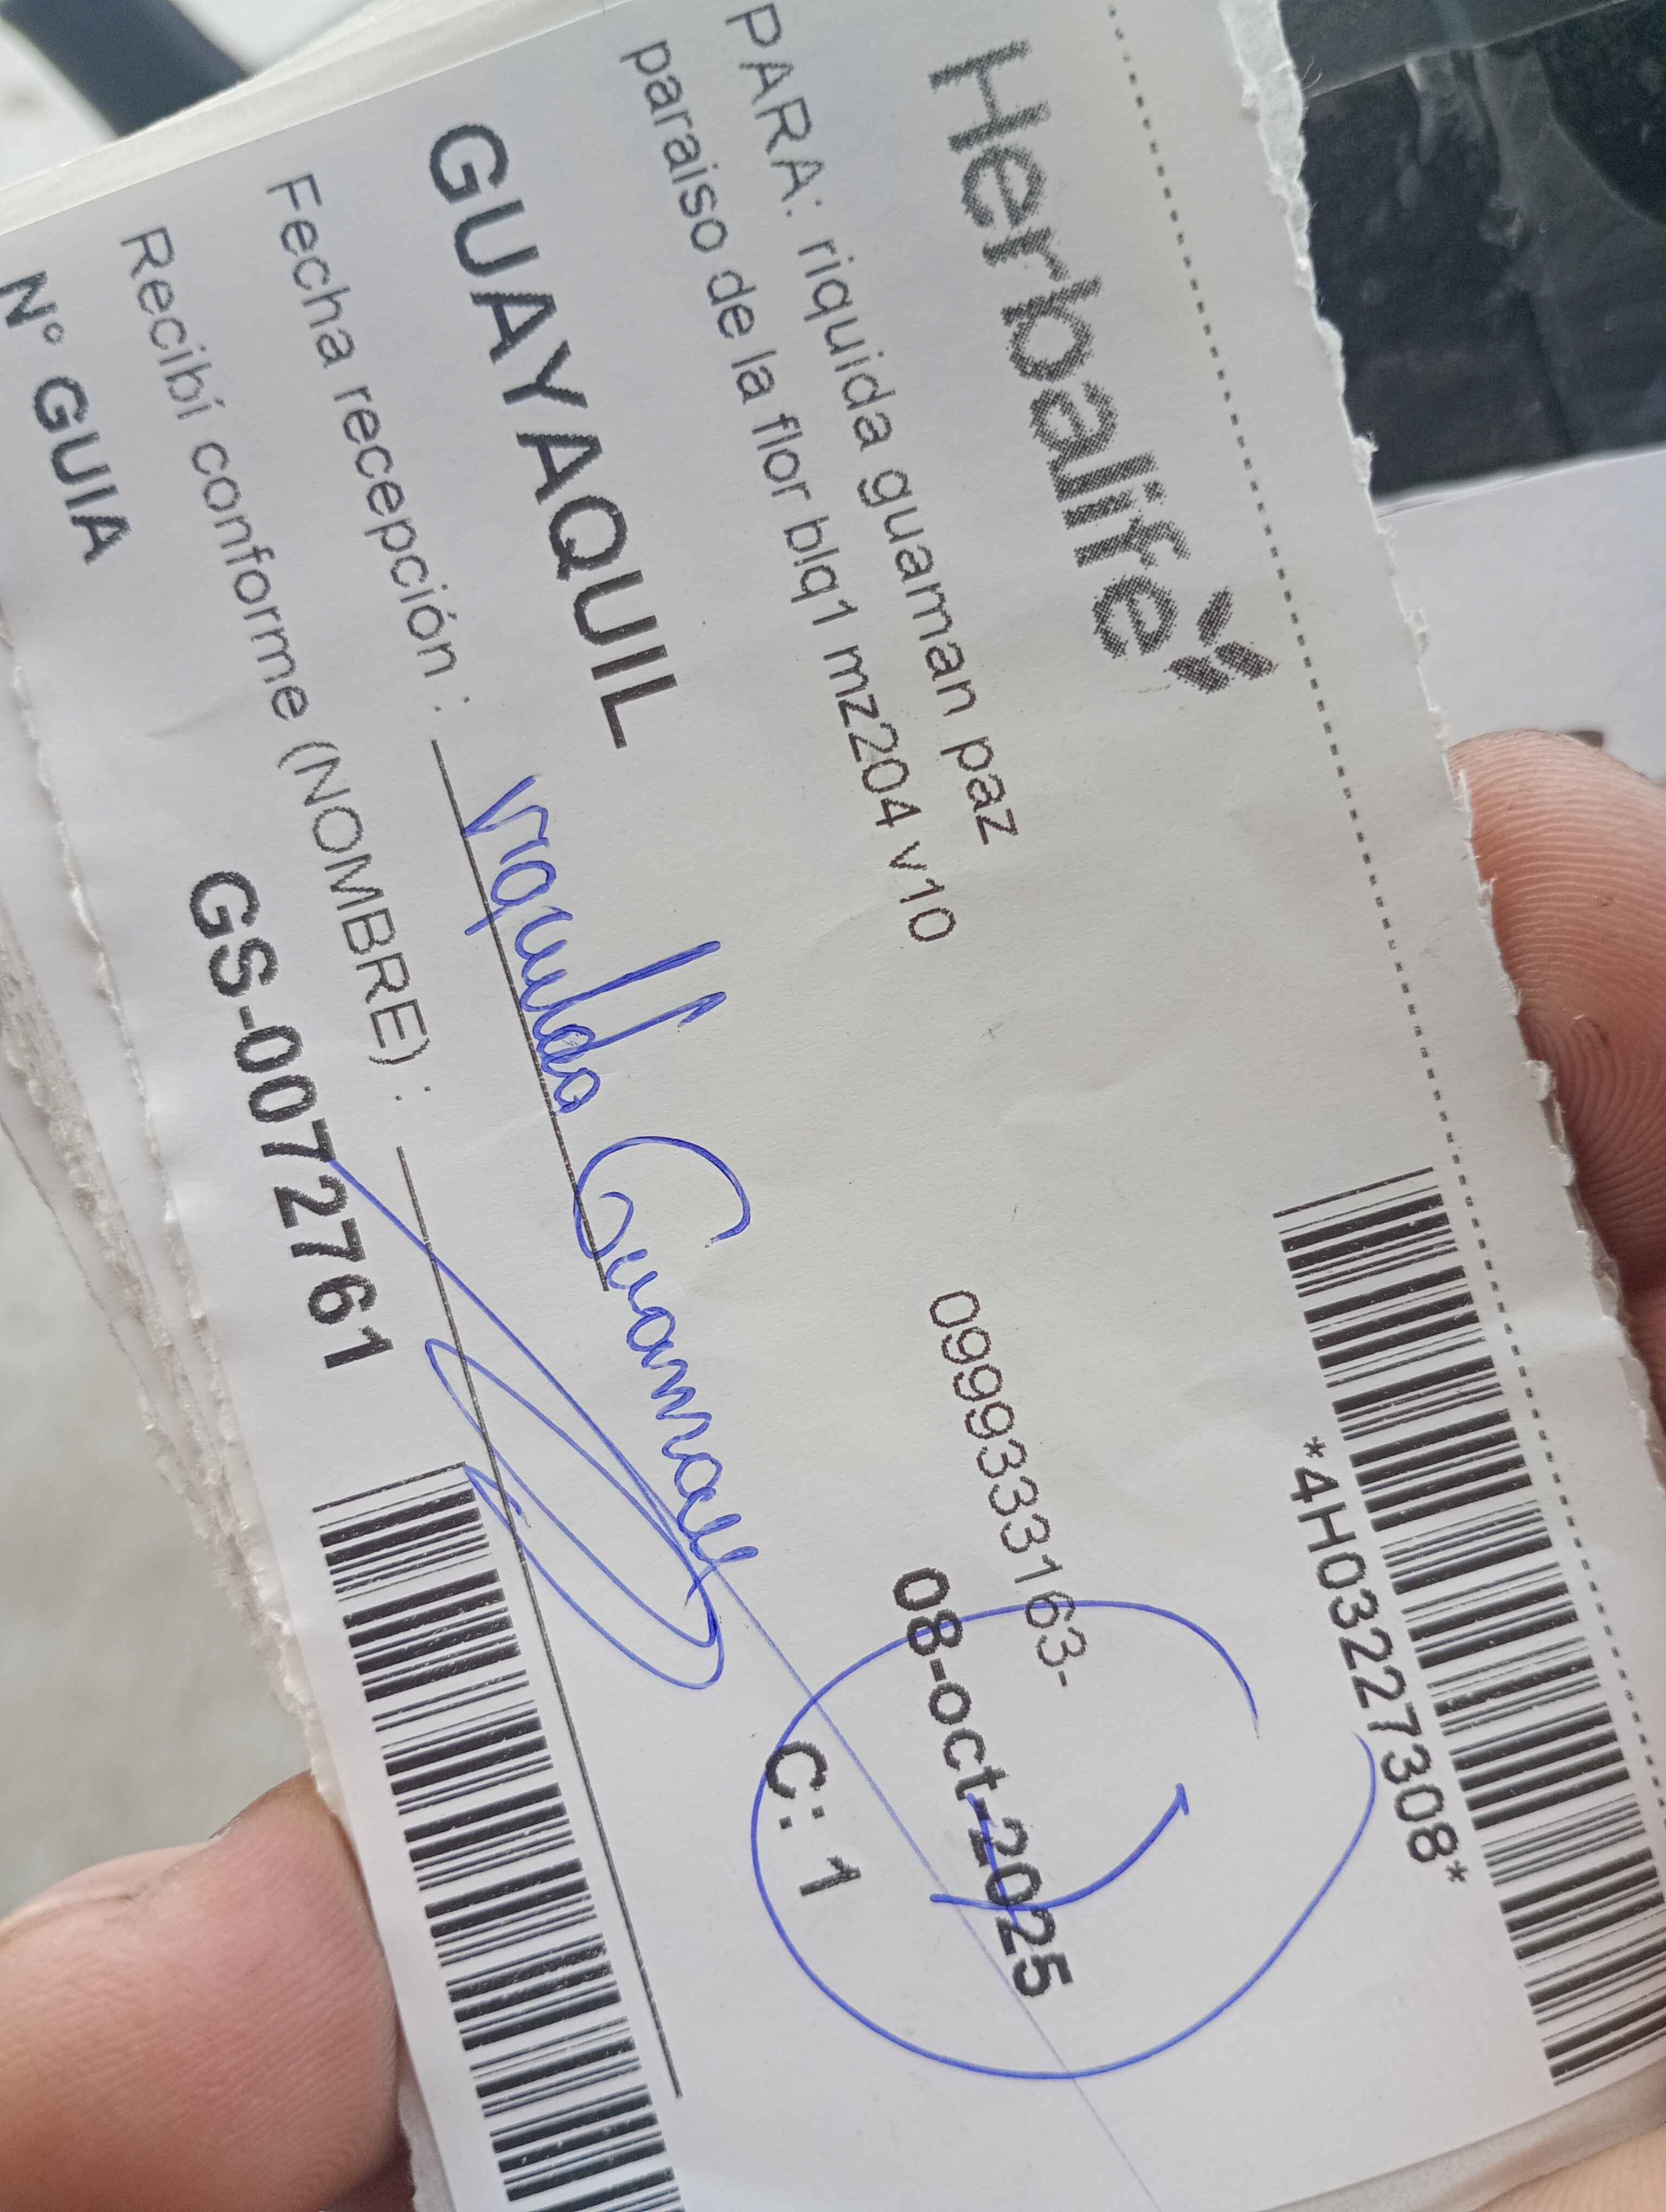 Herbalife
*4H03227308*
PARA: riquida guaman paz
0999333163-
paraiso de la flor blq1 mz204 v10
08-oct-2025
GUAYAQUIL
C: 1
Fecha recepción :
riquilda Guaman
Recibí conforme (NOMBRE) :
N° GUIA
GS-0072761